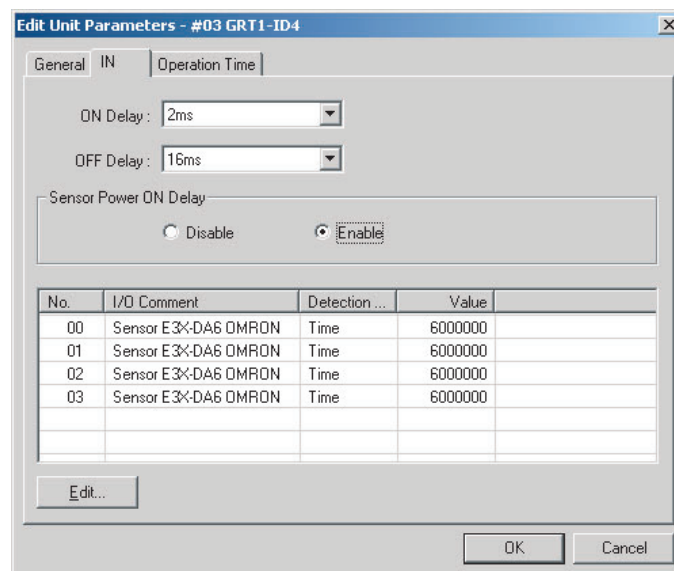 Edit Unit Parameters - #03 GRT1-ID4
General IN Operation Time
ON Delay : 2ms
OFF Delay : 16ms
Sensor Power ON Delay
Disable Enable
No. I/O Comment Detection ... Value
00 Sensor E3X-DA6 OMRON Time 6000000
01 Sensor E3X-DA6 OMRON Time 6000000
02 Sensor E3X-DA6 OMRON Time 6000000
03 Sensor E3X-DA6 OMRON Time 6000000
Edit...
OK Cancel